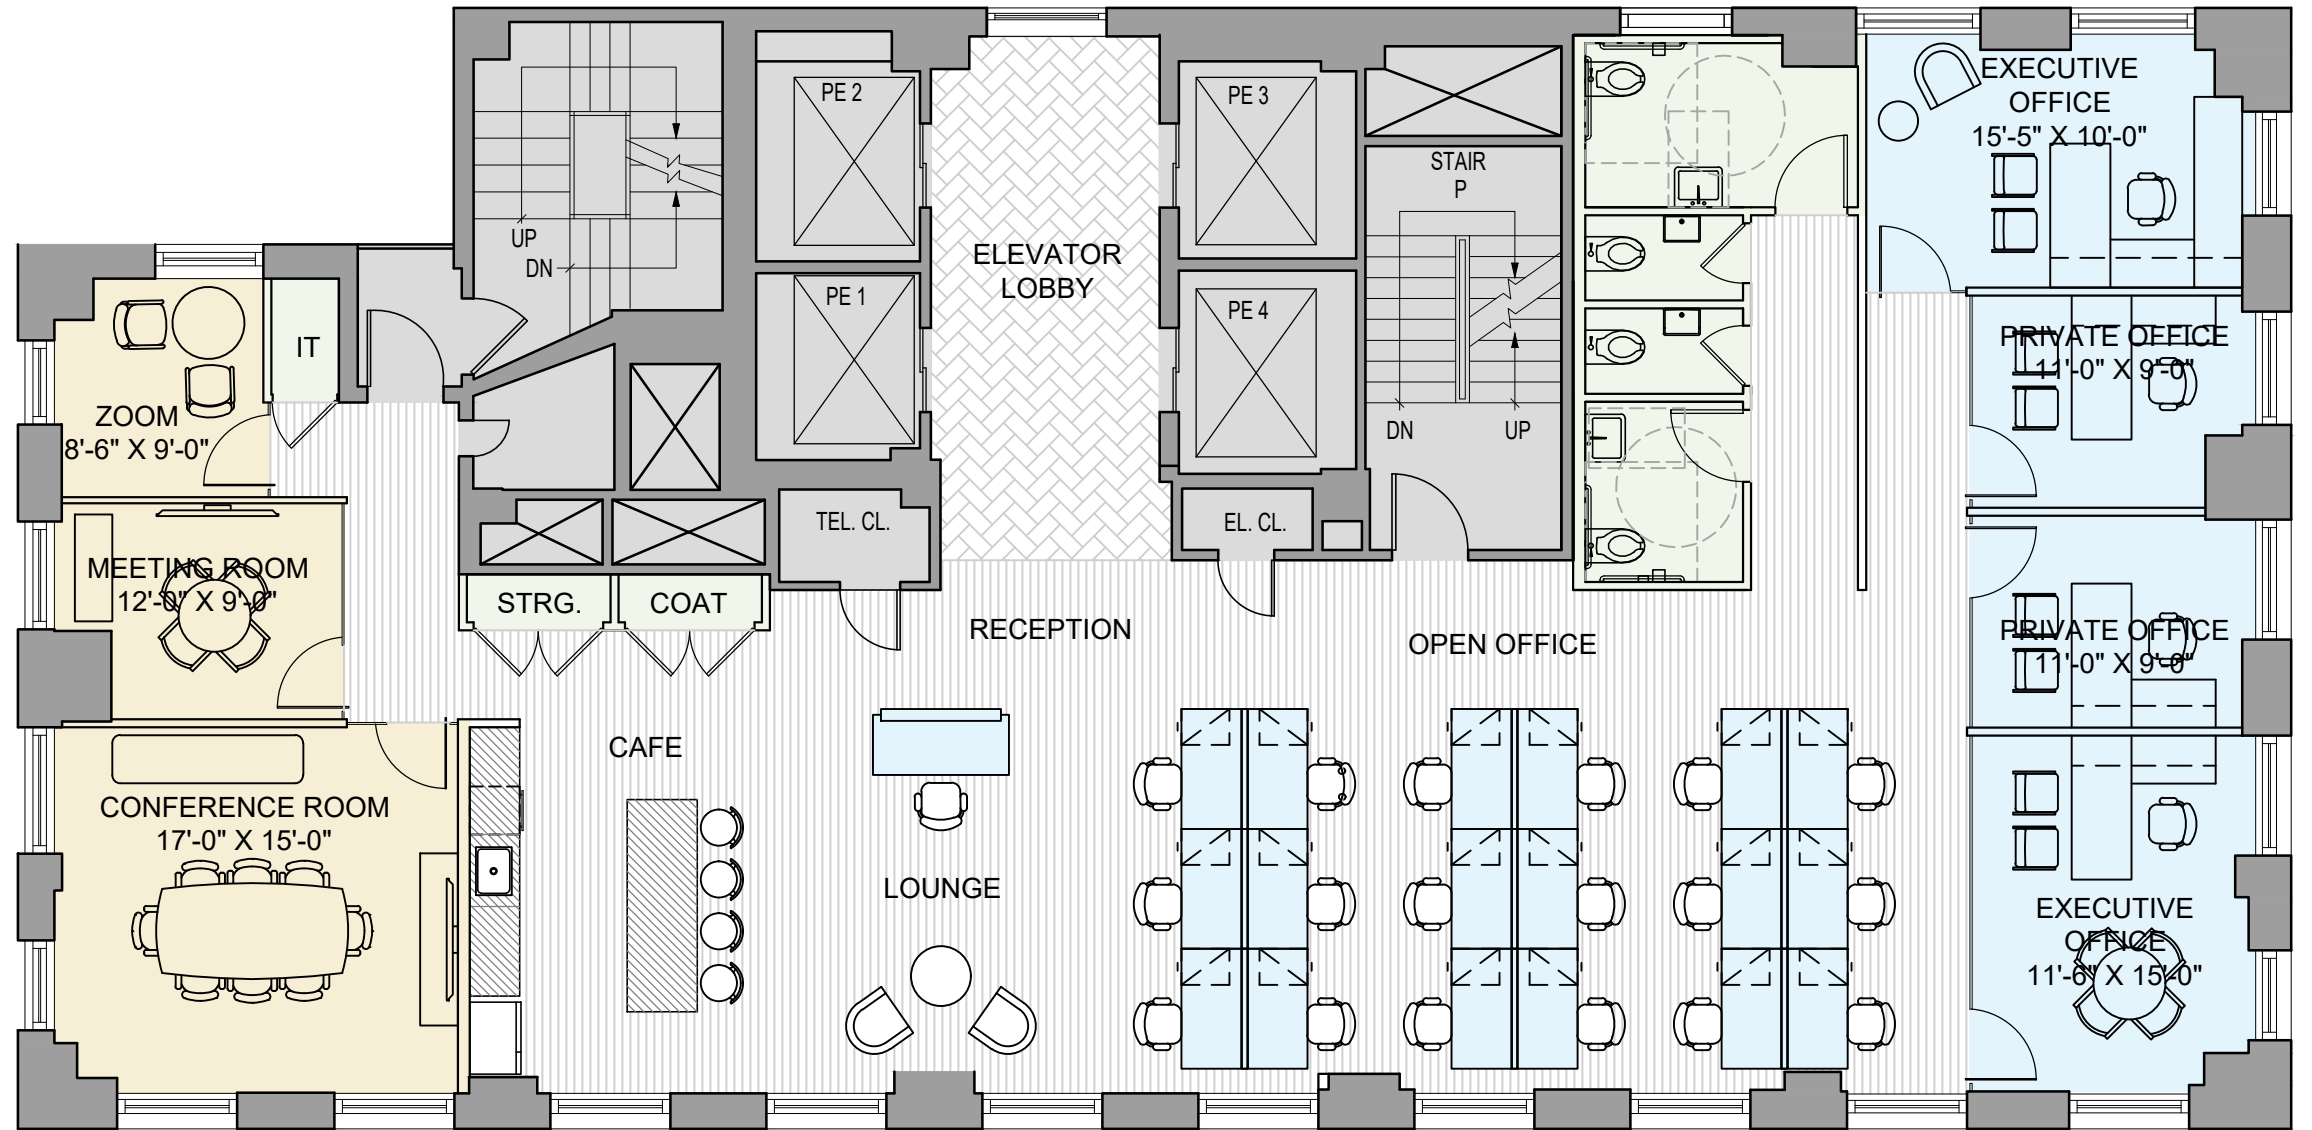 PE 2
PE 3
EXECUTIVE
OFFICE
15'-5" X 10'-0"
STAIR
P
UP
DN
ELEVATOR
LOBBY
PE 1
PE 4
IT
PRIVATE OFFICE
11'-0" X 9'-0"
ZOOM
8'-6" X 9'-0"
DN
UP
TEL. CL.
EL. CL.
MEETING ROOM
12'-0" X 9'-0"
STRG.
COAT
RECEPTION
OPEN OFFICE
PRIVATE OFFICE
11'-0" X 9'-0"
CAFE
CONFERENCE ROOM
17'-0" X 15'-0"
LOUNGE
EXECUTIVE
OFFICE
11'-6" X 15'-0"